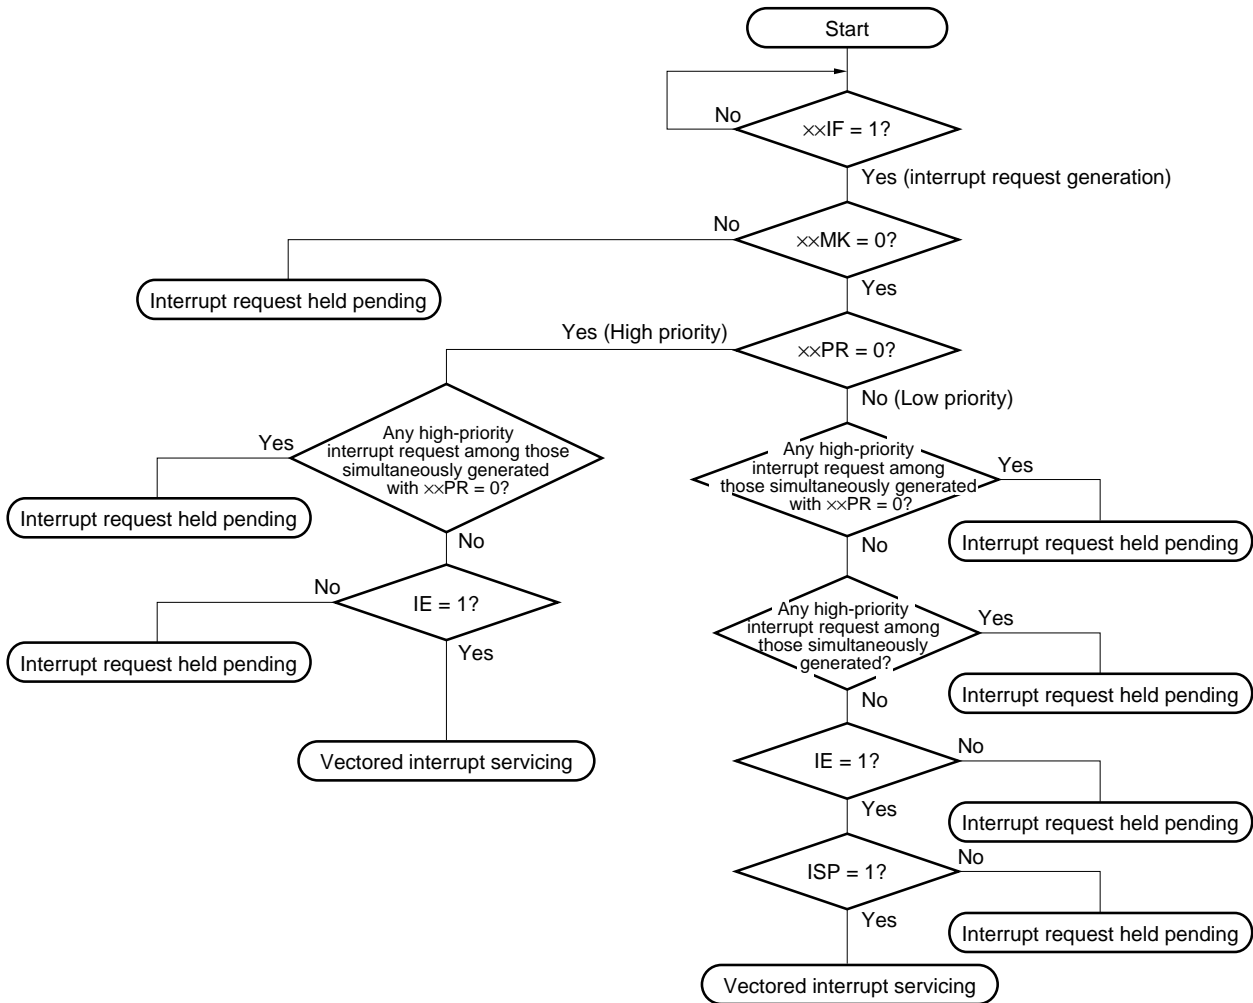 Start
No
××IF = 1?
Yes (interrupt request generation)
No
××MK = 0?
Interrupt request held pending
Yes
Yes (High priority)
××PR = 0?
No (Low priority)
Yes
Any high-priority
interrupt request among those
simultaneously generated
with ××PR = 0?
Any high-priority
interrupt request among
those simultaneously generated
with ××PR = 0?
Yes
Interrupt request held pending
No
Interrupt request held pending
No
No
IE = 1?
Yes
Interrupt request held pending
Any high-priority
interrupt request among
those simultaneously
generated?
Yes
Interrupt request held pending
No
Vectored interrupt servicing
IE = 1?
No
Yes
Interrupt request held pending
ISP = 1?
No
Yes
Interrupt request held pending
Vectored interrupt servicing